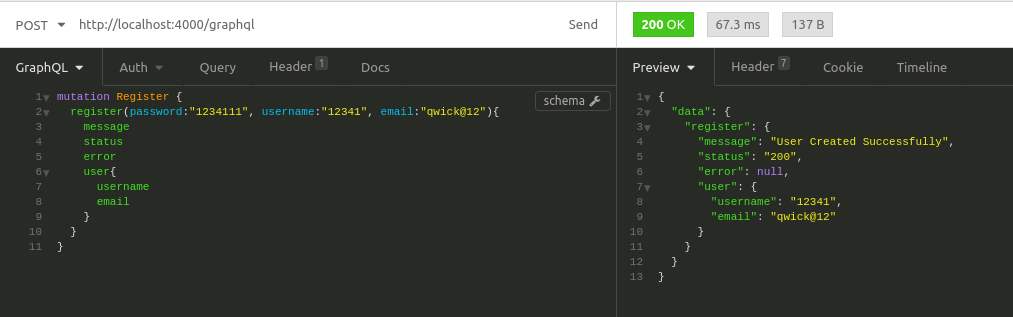 POST http://localhost:4000/graphql Send 200 OK 67.3 ms 137 B
GraphQL Auth Query Header 1 Docs
Preview Header 7 Cookie Timeline
schema
1 mutation Register {
2 register(password:"1234111", username:"12341", email:"qwick@12"){
3 message
4 status
5 error
6 user{
7 username
8 email
9 }
10 }
11 }
1 {
2 "data": {
3 "register": {
4 "message": "User Created Successfully",
5 "status": "200",
6 "error": null,
7 "user": {
8 "username": "12341",
9 "email": "qwick@12"
10 }
11 }
12 }
13 }